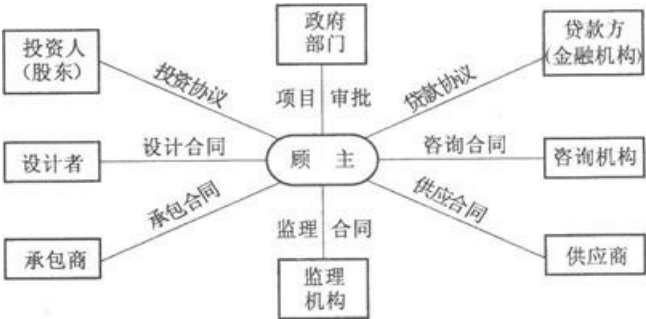 投资人
（股东）
政府
部门
贷款方
(金融机构)
投资协议
项目 审批
贷款协议
设计者
设计合同
顾 主
咨询合同
咨询机构
承包合同
供应合同
监理 合同
承包商
监理
机构
供应商